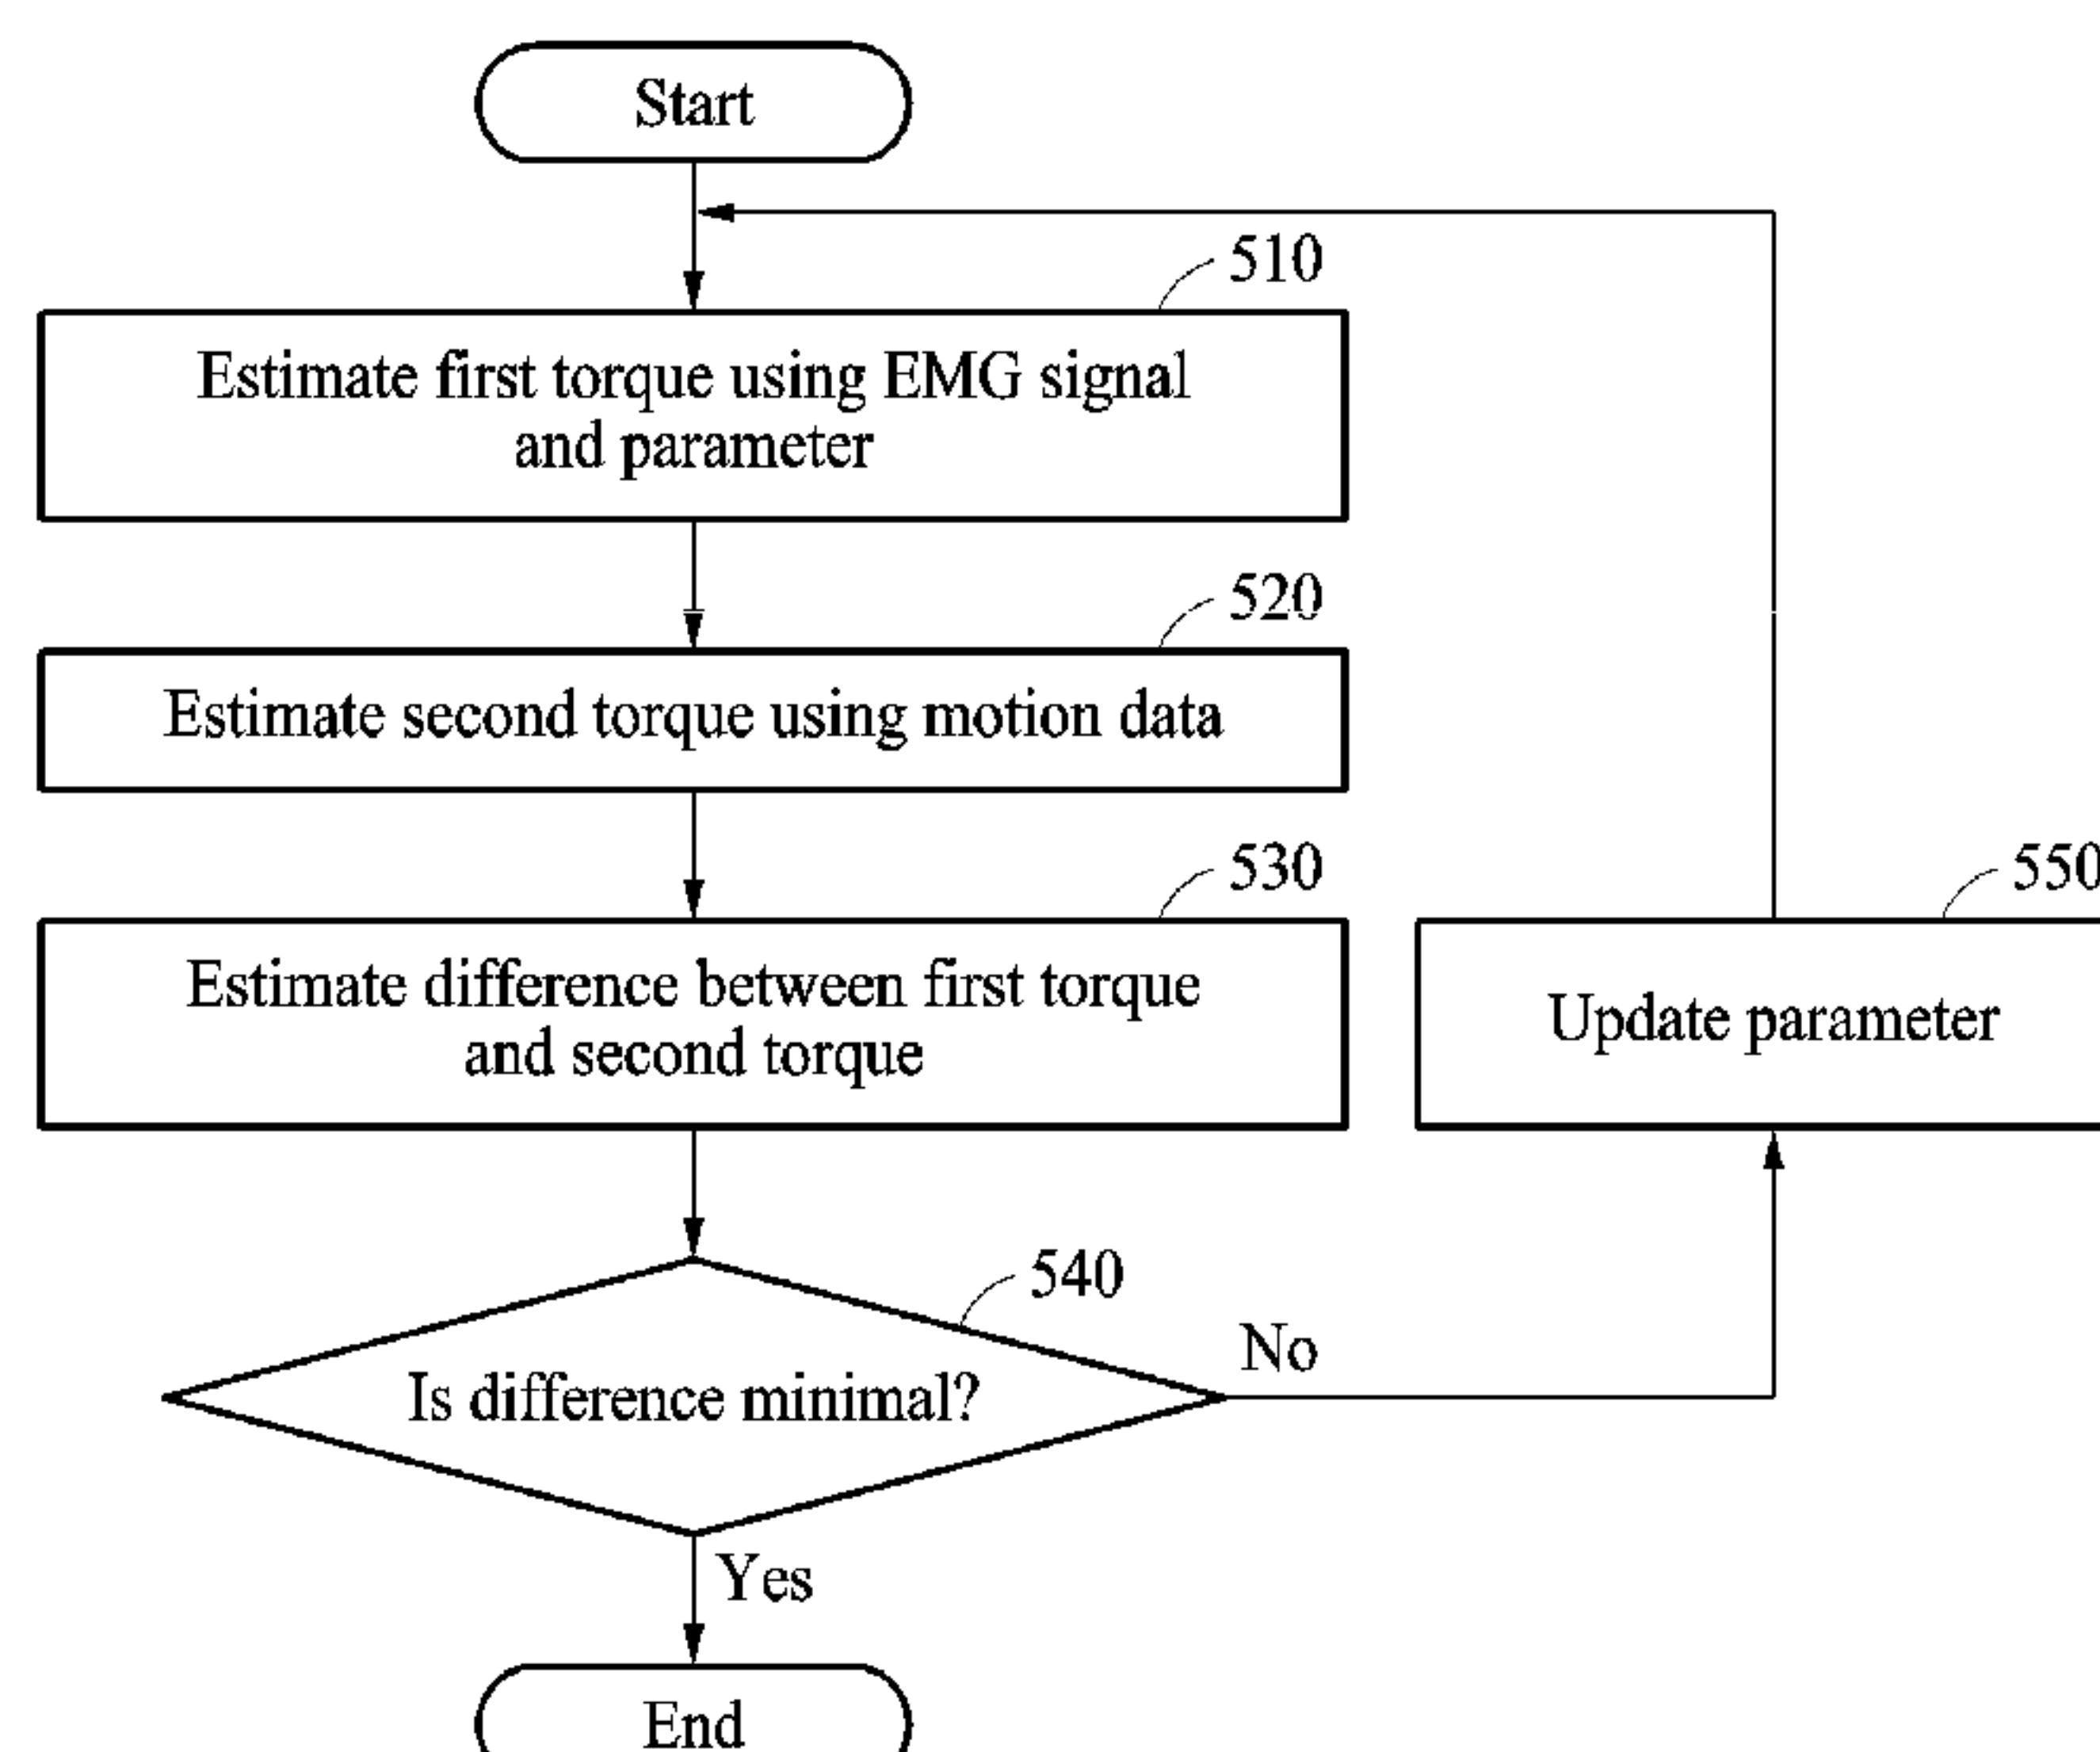 Start
510
Estimate first torque using EMG signal
and parameter
520
Estimate second torque using motion data
530
Estimate difference between first torque
and second torque
550
Update parameter
540
Is difference minimal?
No
Yes
End